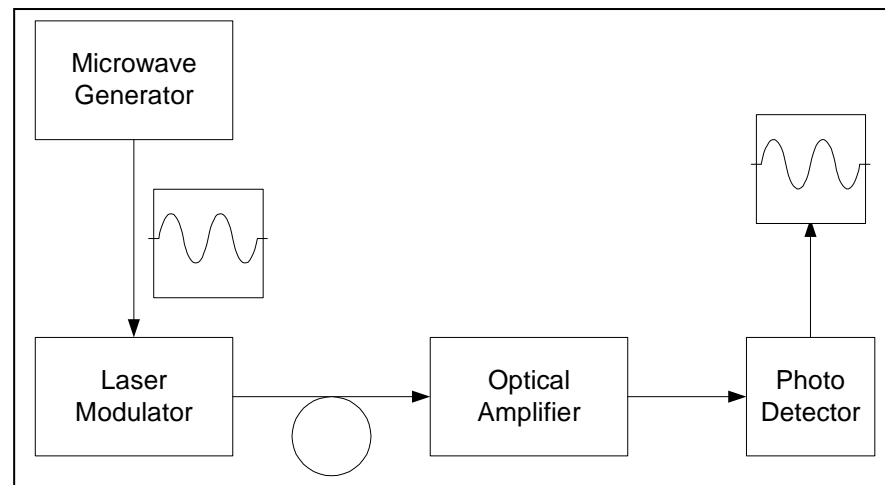 Microwave
Generator
Laser
Modulator
Optical
Amplifier
Photo
Detector